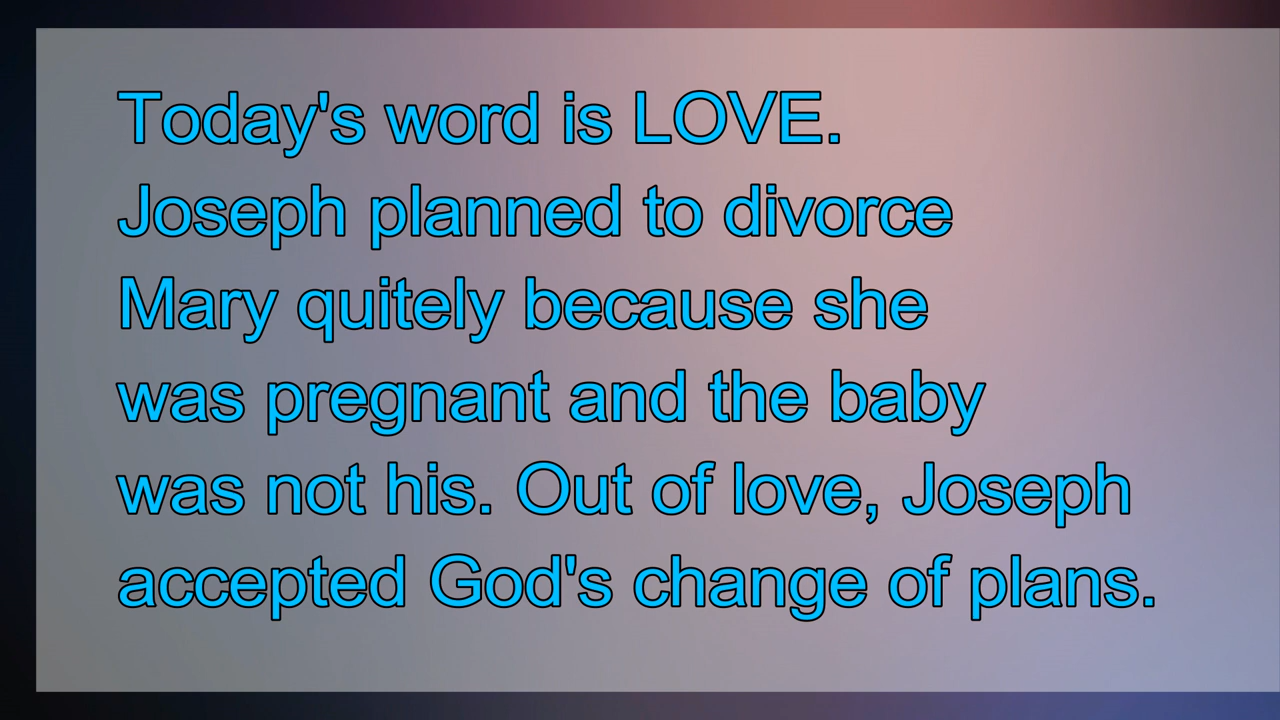 Today's word is LOVE.
Joseph planned to divorce
Mary quitely because she
was pregnant and the baby
was not his. Out of love, Joseph
accepted God's change of plans.